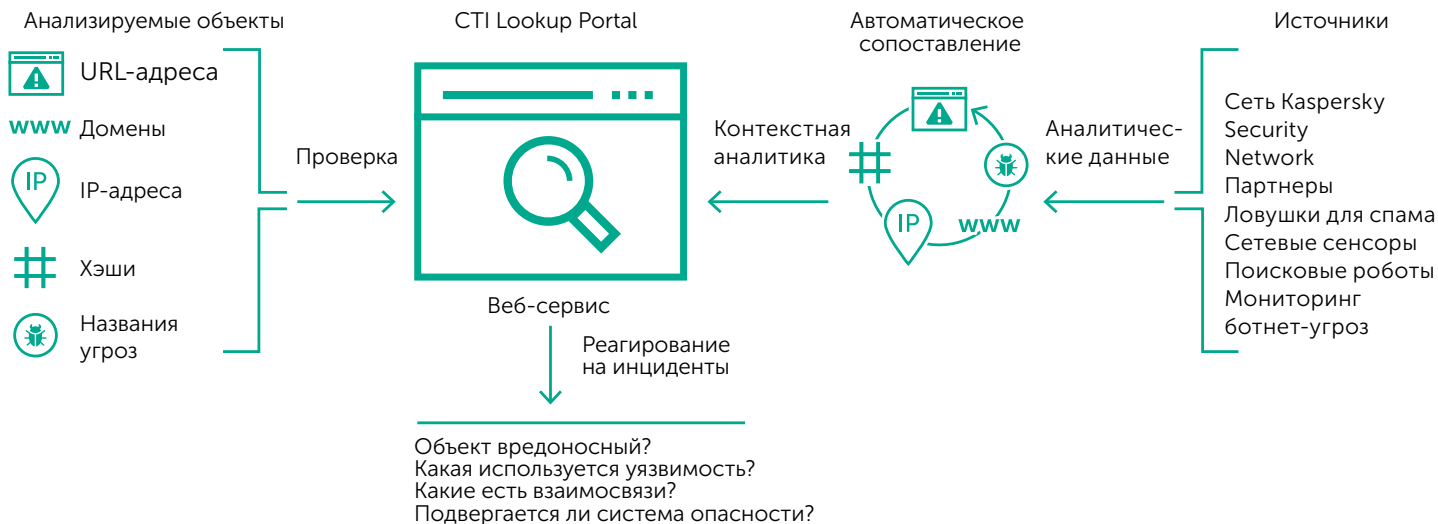 Анализируемые объекты
URL-адреса
www Домены
IP
IP-адреса
Хэши
Названия
угроз
Проверка
CTI Lookup Portal
Веб-сервис
Реагирование
на инциденты
Объект вредоносный?
Какая используется уязвимость?
Какие есть взаимосвязи?
Подвергается ли система опасности?
Контекстная
аналитика
Автоматическое
сопоставление
IP
www
Аналитичес-
кие данные
Источники
Сеть Kaspersky
Security
Network
Партнеры
Ловушки для спама
Сетевые сенсоры
Поисковые роботы
Мониторинг
ботнет-угроз